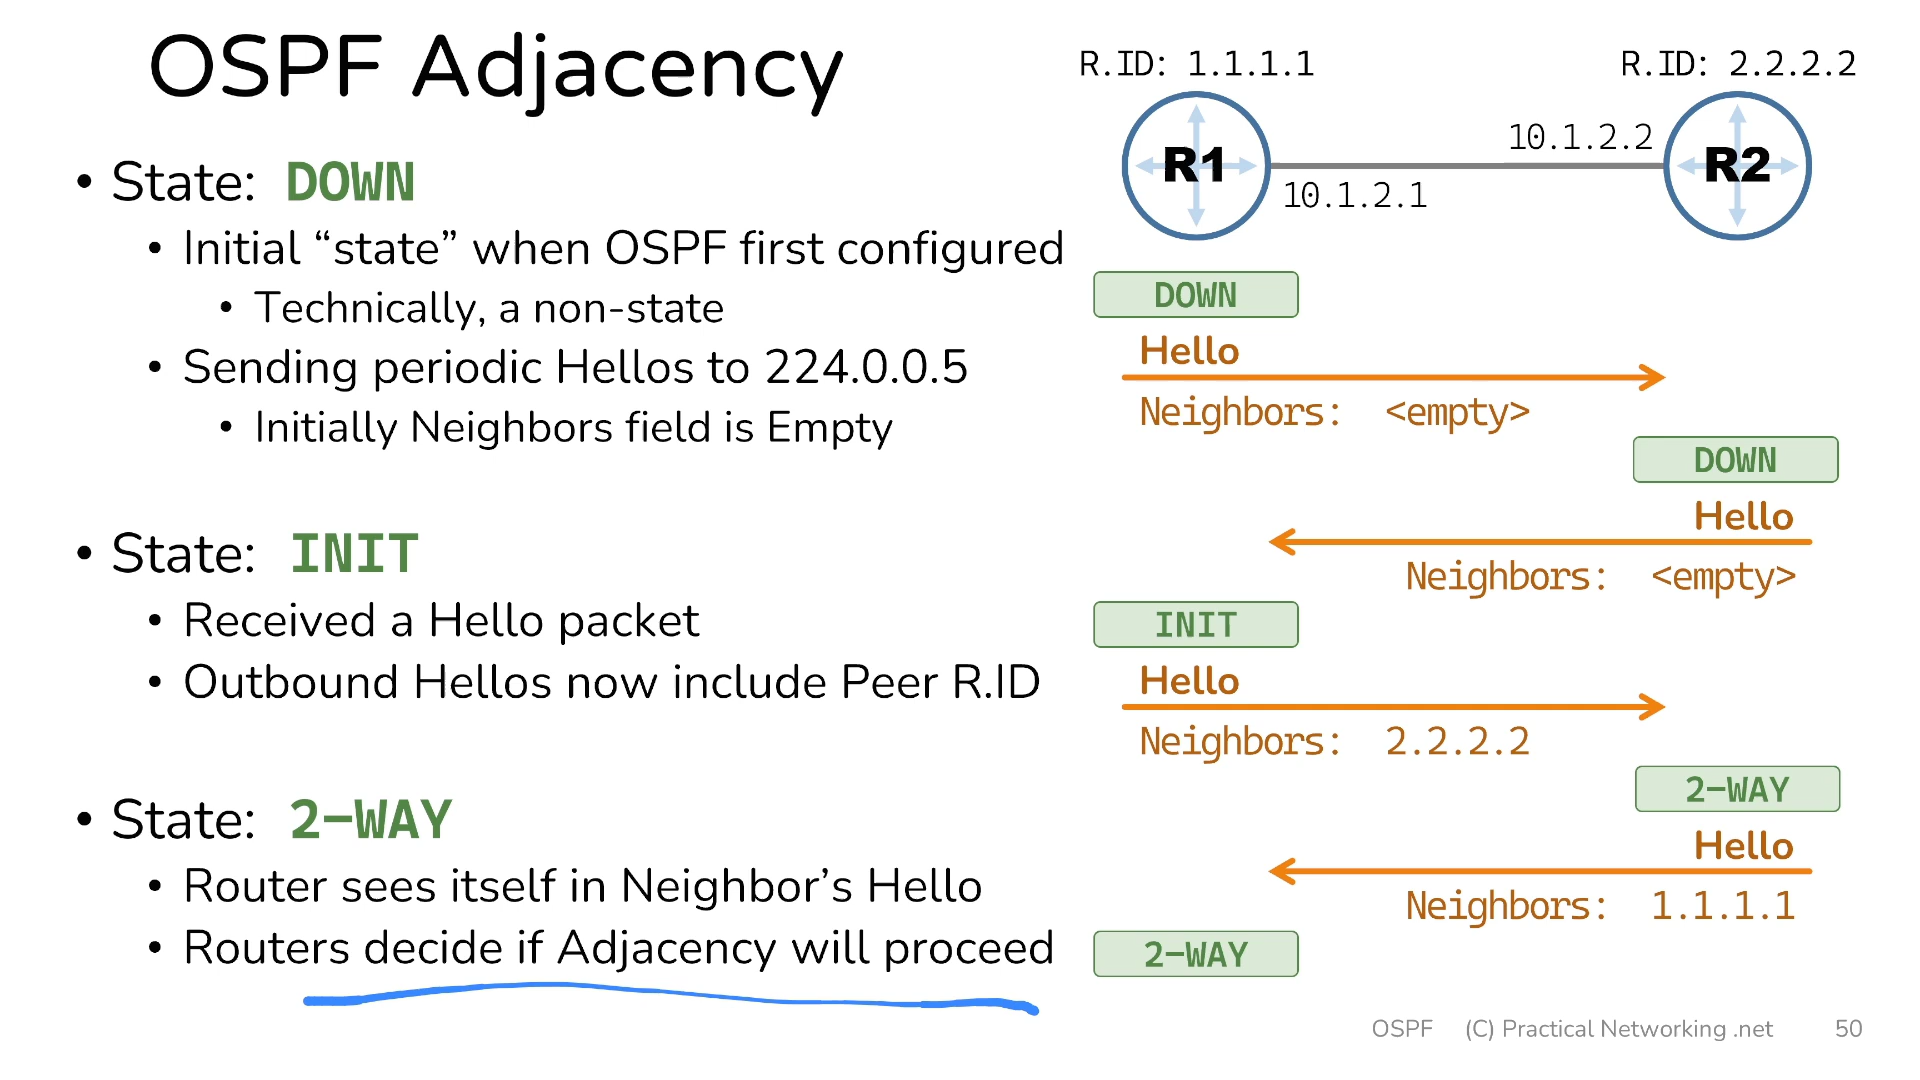 OSPF Adjacency
• State: DOWN
• Initial “state” when OSPF first configured
• Technically, a non-state
• Sending periodic Hellos to 224.0.0.5
• Initially Neighbors field is Empty
• State: INIT
• Received a Hello packet
• Outbound Hellos now include Peer R.ID
• State: 2-WAY
• Router sees itself in Neighbor’s Hello
• Routers decide if Adjacency will proceed
R.ID: 1.1.1.1
R.ID: 2.2.2.2
R1
10.1.2.1
10.1.2.2
R2
DOWN
Hello
Neighbors: <empty>
DOWN
Hello
Neighbors: <empty>
INIT
Hello
Neighbors: 2.2.2.2
2-WAY
Hello
Neighbors: 1.1.1.1
2-WAY
OSPF (C) Practical Networking .net 50